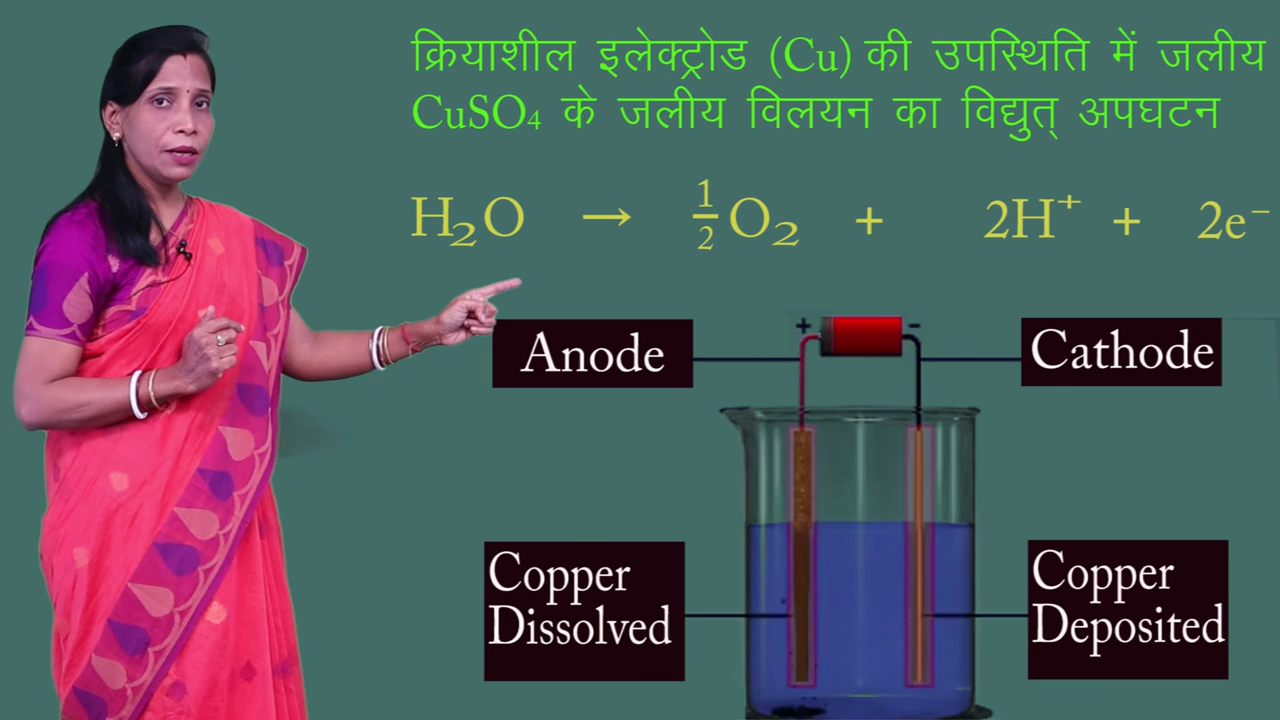 क्रियाशील इलेक्ट्रोड (Cu) की उपस्थिति में जलीय
CuSO₄ के जलीय विलयन का विद्युत् अपघटन
H₂O → ½O₂ + 2H⁺ + 2e⁻
+ -
Anode
Cathode
Copper
Dissolved
Copper
Deposited